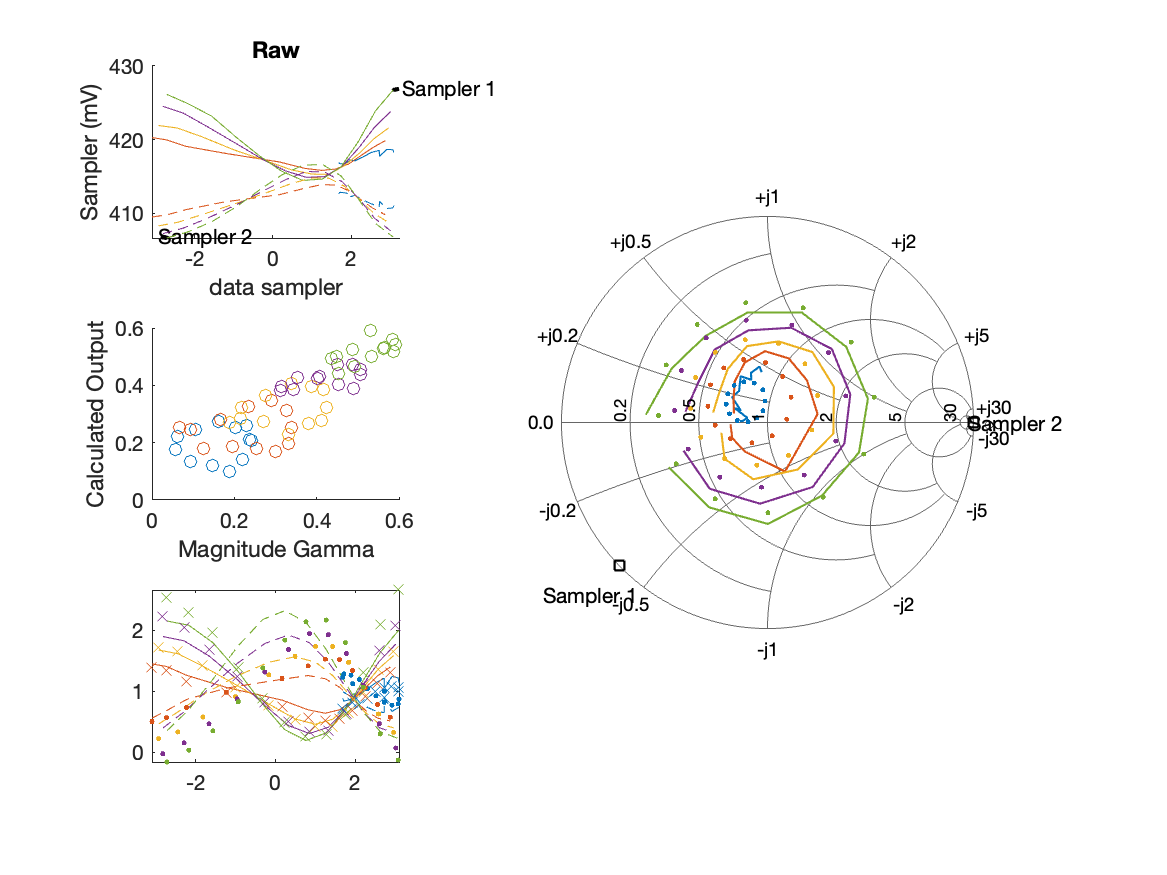 Raw
430
420
410
Sampler (mV)
Sampler 1
Sampler 2
-2 0 2
data sampler
0.6
0.4
0.2
0
Calculated Output
0 0.2 0.4 0.6
Magnitude Gamma
2
1
0
-2 0 2
+j1
+j0.5
+j2
+j0.2
+j5
0.0
0.2
0.5
1
2
5
30
+j30
Sampler 2
-j30
-j0.2
-j5
Sampler 1
-j0.5
-j2
-j1